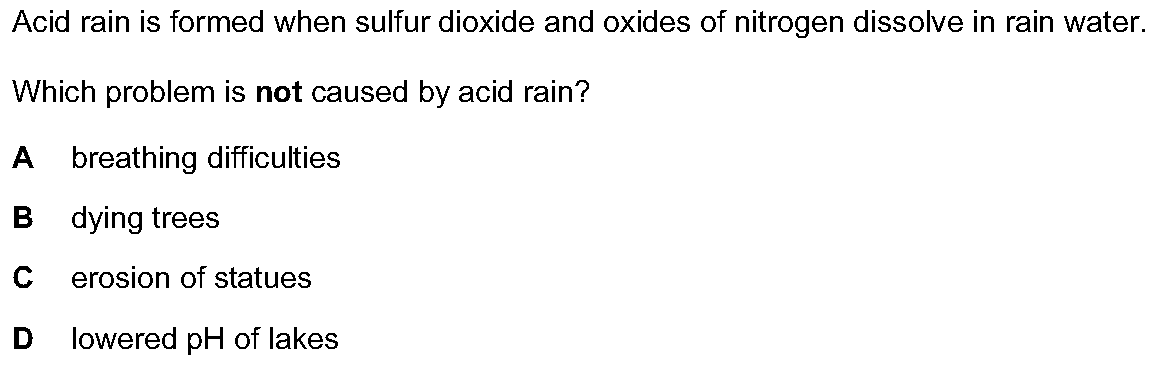 Acid rain is formed when sulfur dioxide and oxides of nitrogen dissolve in rain water.
Which problem is not caused by acid rain?
A breathing difficulties
B dying trees
C erosion of statues
D lowered pH of lakes